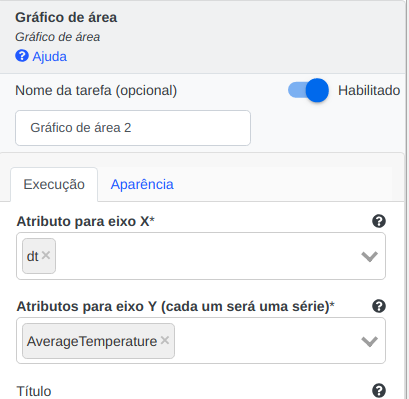 Gráfico de área
Gráfico de área
Ajuda
Nome da tarefa (opcional)
Habilitado
Gráfico de área 2
Execução
Aparência
Atributo para eixo X*
dt×
Atributos para eixo Y (cada um será uma série)*
AverageTemperature×
Título